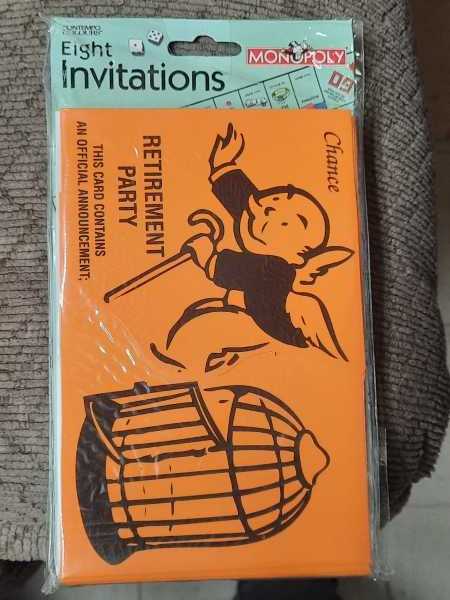 CONTEMPO
COLOURS
Eight
Invitations
MONOPOLY
Chance
RETIREMENT
PARTY
THIS CARD CONTAINS
AN OFFICIAL ANNOUNCEMENT;